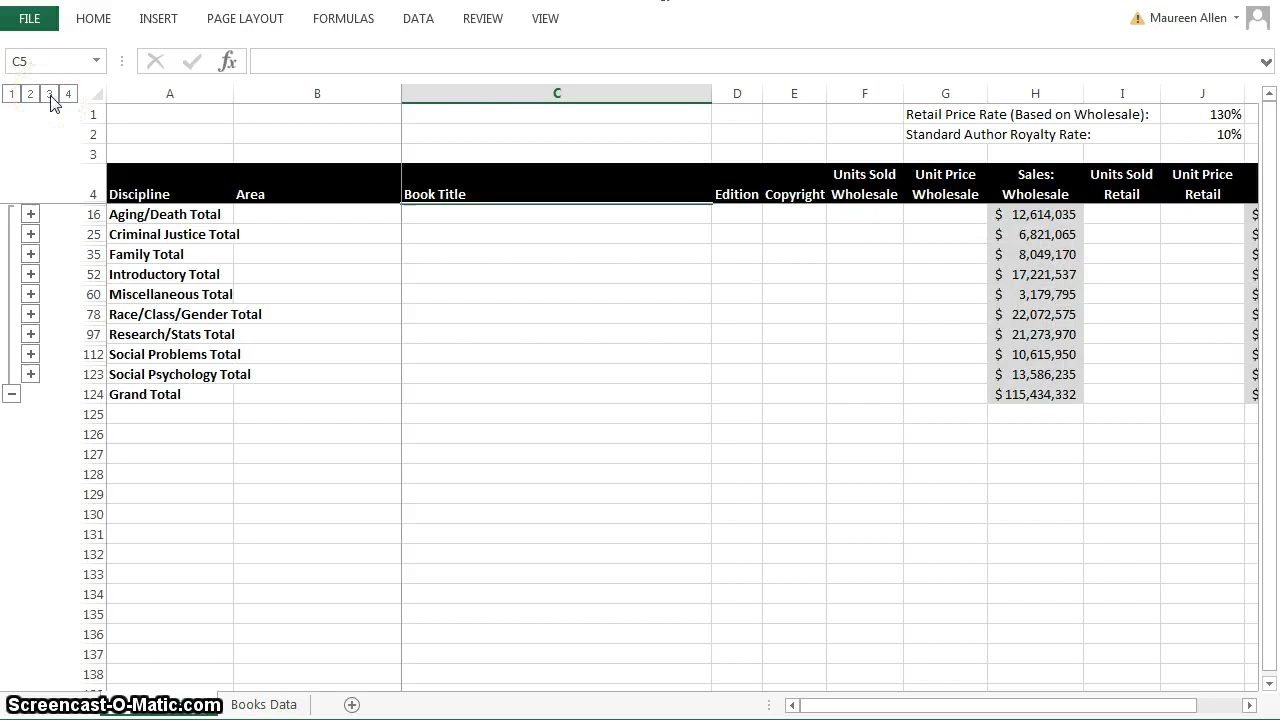 FILE HOME INSERT PAGE LAYOUT FORMULAS DATA REVIEW VIEW Maureen Allen
C5 fx
1 2 3 4 A B C D E F G H I J
1 Retail Price Rate (Based on Wholesale): 130%
2 Standard Author Royalty Rate: 10%
3
Units Sold Unit Price Sales: Units Sold Unit Price
4 Discipline Area Book Title Edition Copyright Wholesale Wholesale Wholesale Retail Retail
16 Aging/Death Total $ 12,614,035 $
25 Criminal Justice Total $ 6,821,065 $
35 Family Total $ 8,049,170 $
52 Introductory Total $ 17,221,537 $
60 Miscellaneous Total $ 3,179,795 $
78 Race/Class/Gender Total $ 22,072,575 $
97 Research/Stats Total $ 21,273,970 $
112 Social Problems Total $ 10,615,950 $
123 Social Psychology Total $ 13,586,235 $
124 Grand Total $ 115,434,332 $
125
126
127
128
129
130
131
132
133
134
135
136
137
138
Screencast-O-Matic.com Books Data